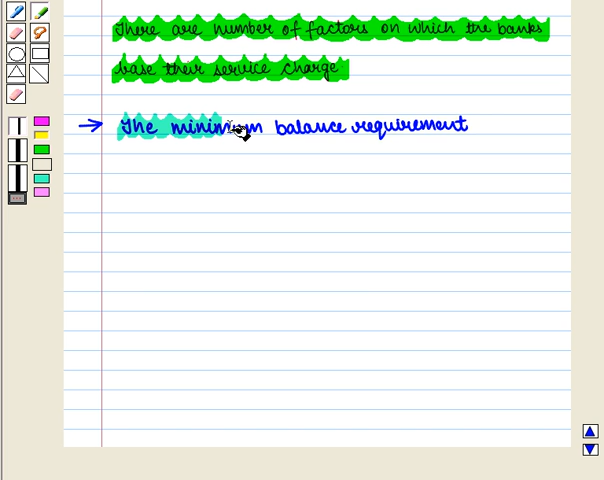 There are number of factors on which the banks
base their service charge
→ The minimum balance requirement